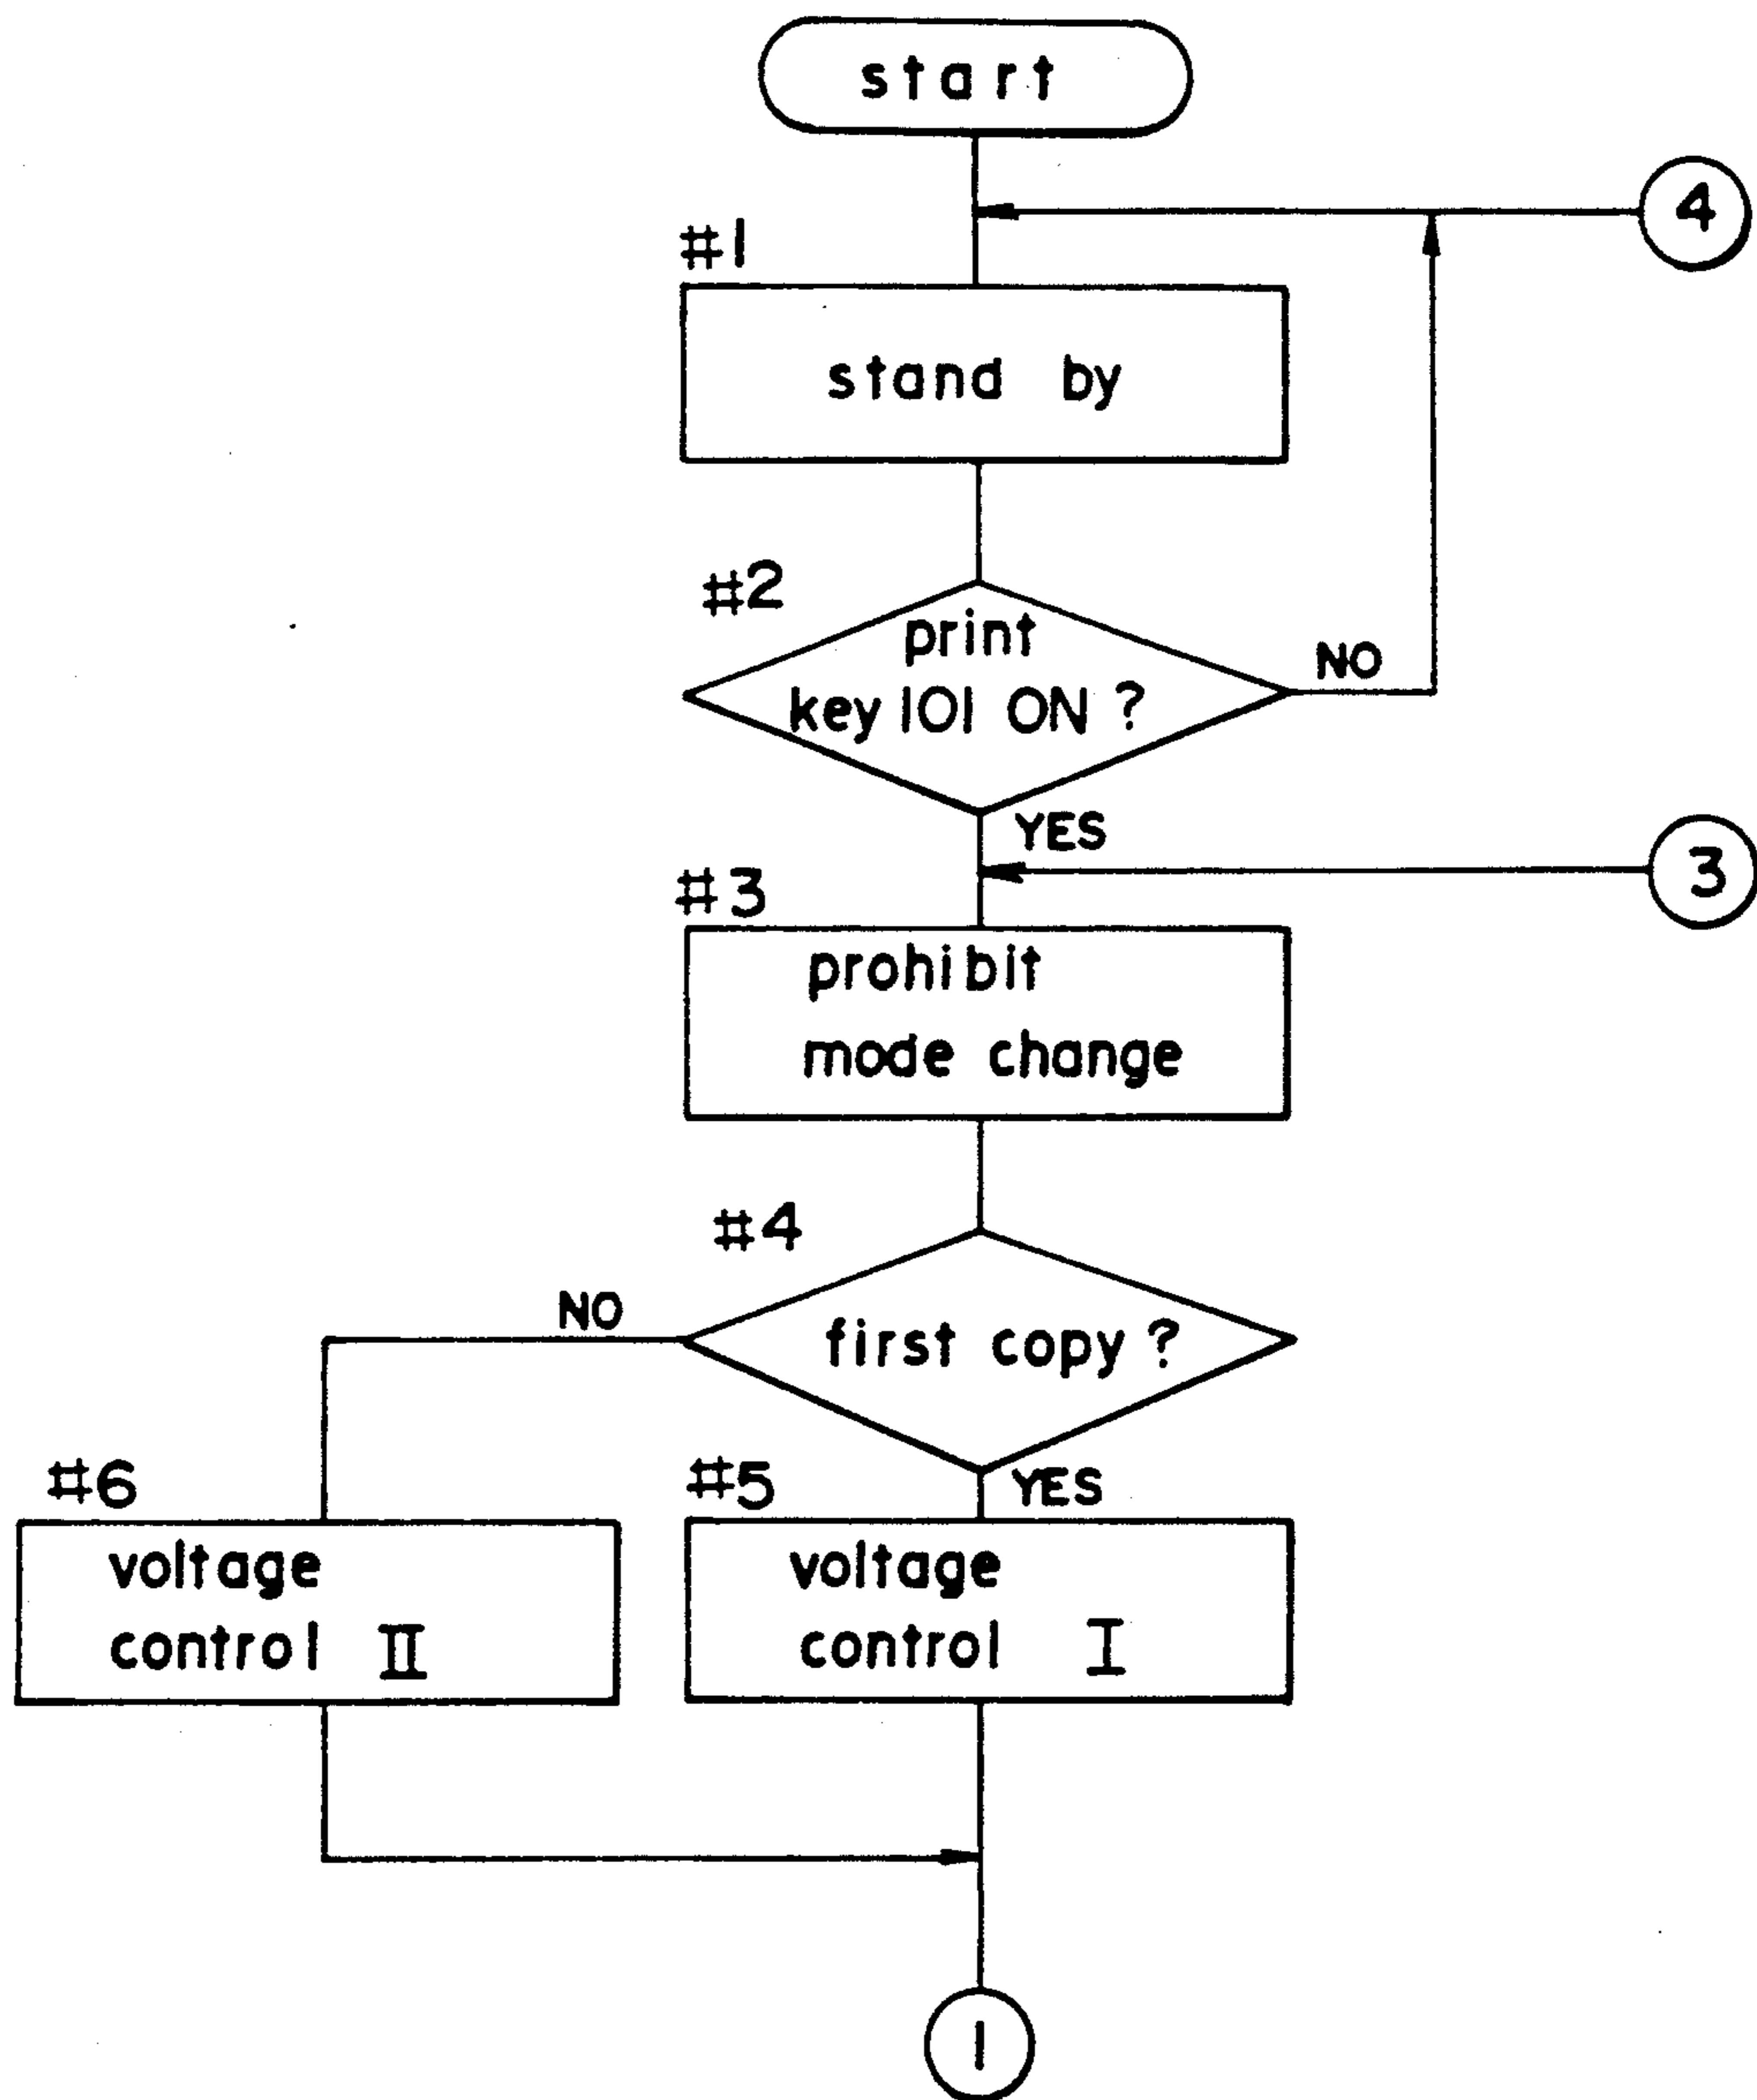 start
4
#1
stand by
#2
print
key 101 ON ?
NO
YES
3
#3
prohibit
mode change
#4
NO
first copy ?
#6
#5
YES
voltage
control II
voltage
control I
1